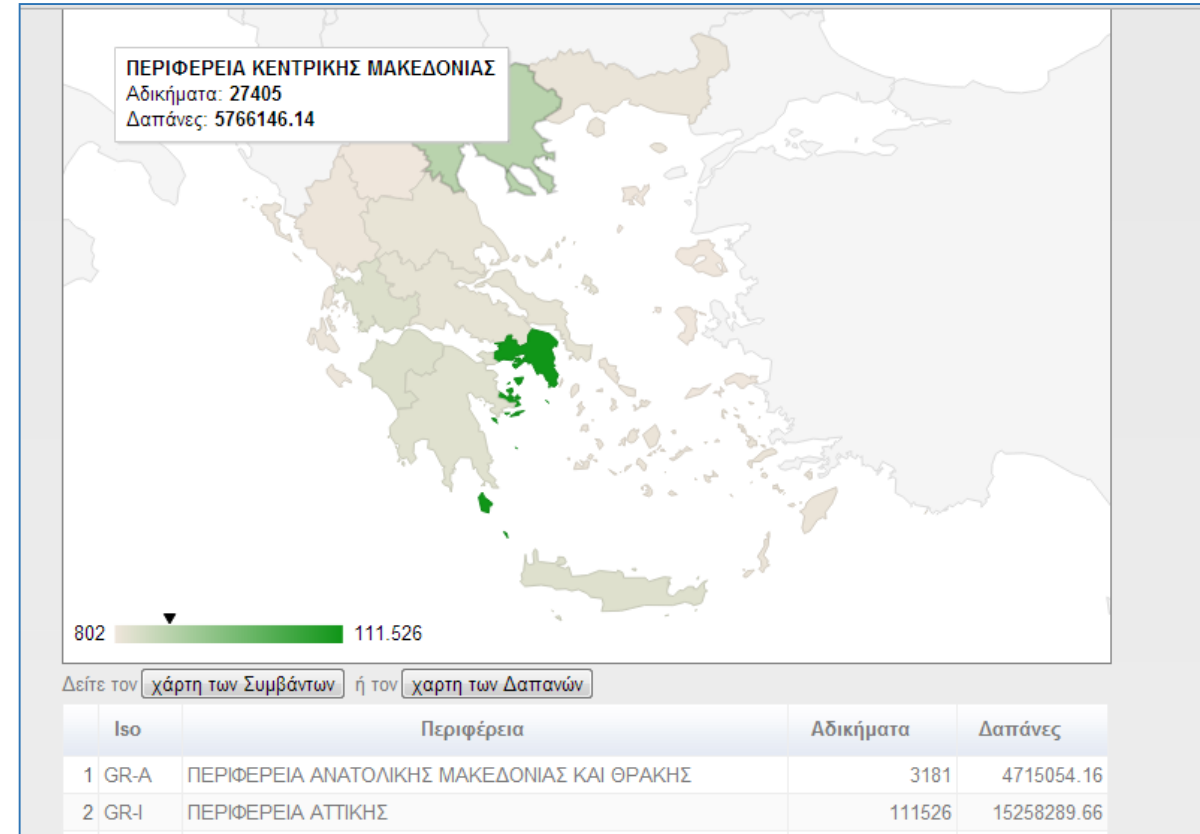 ΠΕΡΙΦΕΡΕΙΑ ΚΕΝΤΡΙΚΗΣ ΜΑΚΕΔΟΝΙΑΣ
Αδικήματα: 27405
Δαπάνες: 5766146.14
802 111.526
Δείτε τον χάρτη των Συμβάντων ή τον χαρτη των Δαπανών
Iso Περιφέρεια Αδικήματα Δαπάνες
1 GR-A ΠΕΡΙΦΕΡΕΙΑ ΑΝΑΤΟΛΙΚΗΣ ΜΑΚΕΔΟΝΙΑΣ ΚΑΙ ΘΡΑΚΗΣ 3181 4715054.16
2 GR-I ΠΕΡΙΦΕΡΕΙΑ ΑΤΤΙΚΗΣ 111526 15258289.66